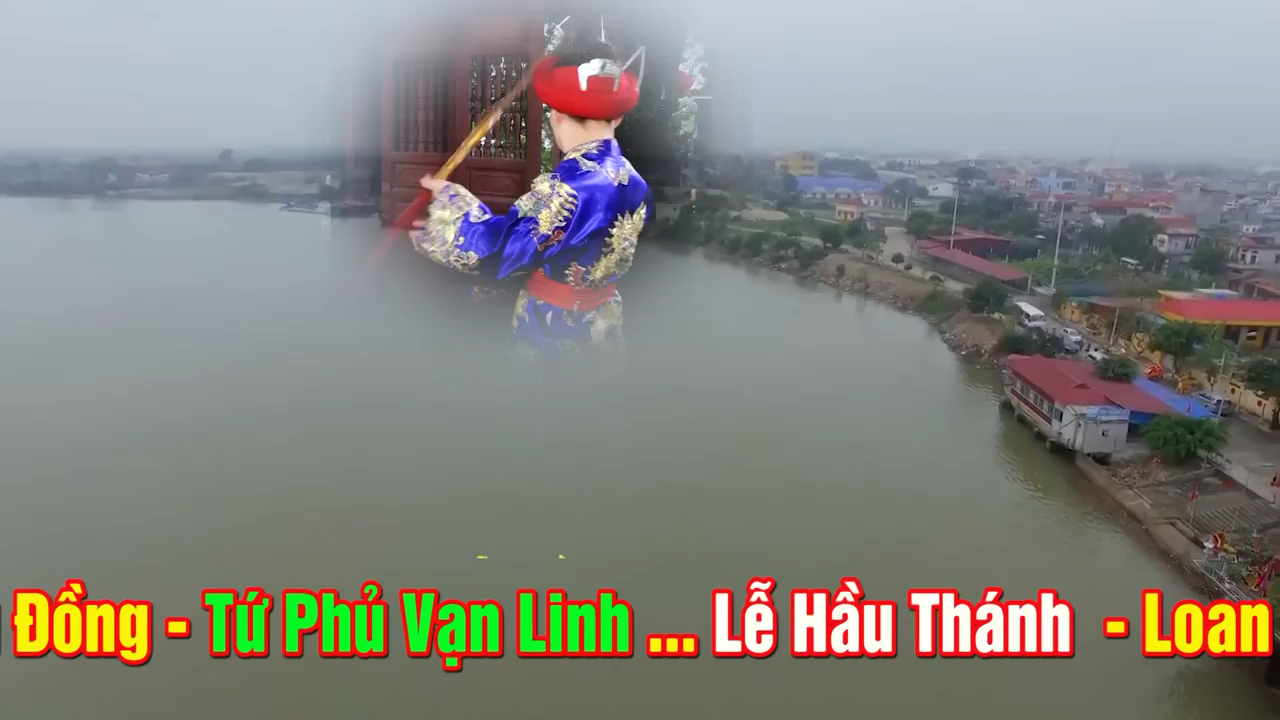 Đồng - Tứ Phủ Vạn Linh ... Lễ Hầu Thánh - Loan